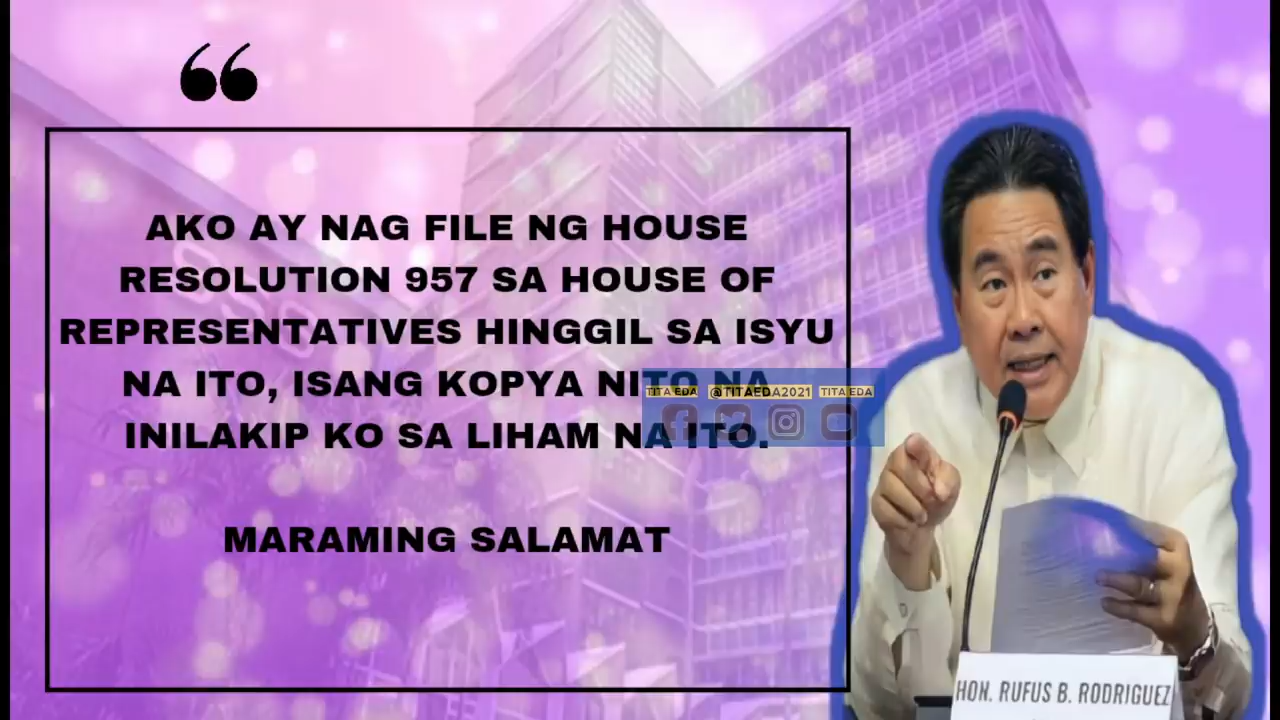 AKO AY NAG FILE NG HOUSE
RESOLUTION 957 SA HOUSE OF
REPRESENTATIVES HINGGIL SA ISYU
NA ITO, ISANG KOPYA NITO NA
INILAKIP KO SA LIHAM NA ITO.
MARAMING SALAMAT
TITA EDA @TITAEDA2021 TITA EDA
HON. RUFUS B. RODRIGUEZ